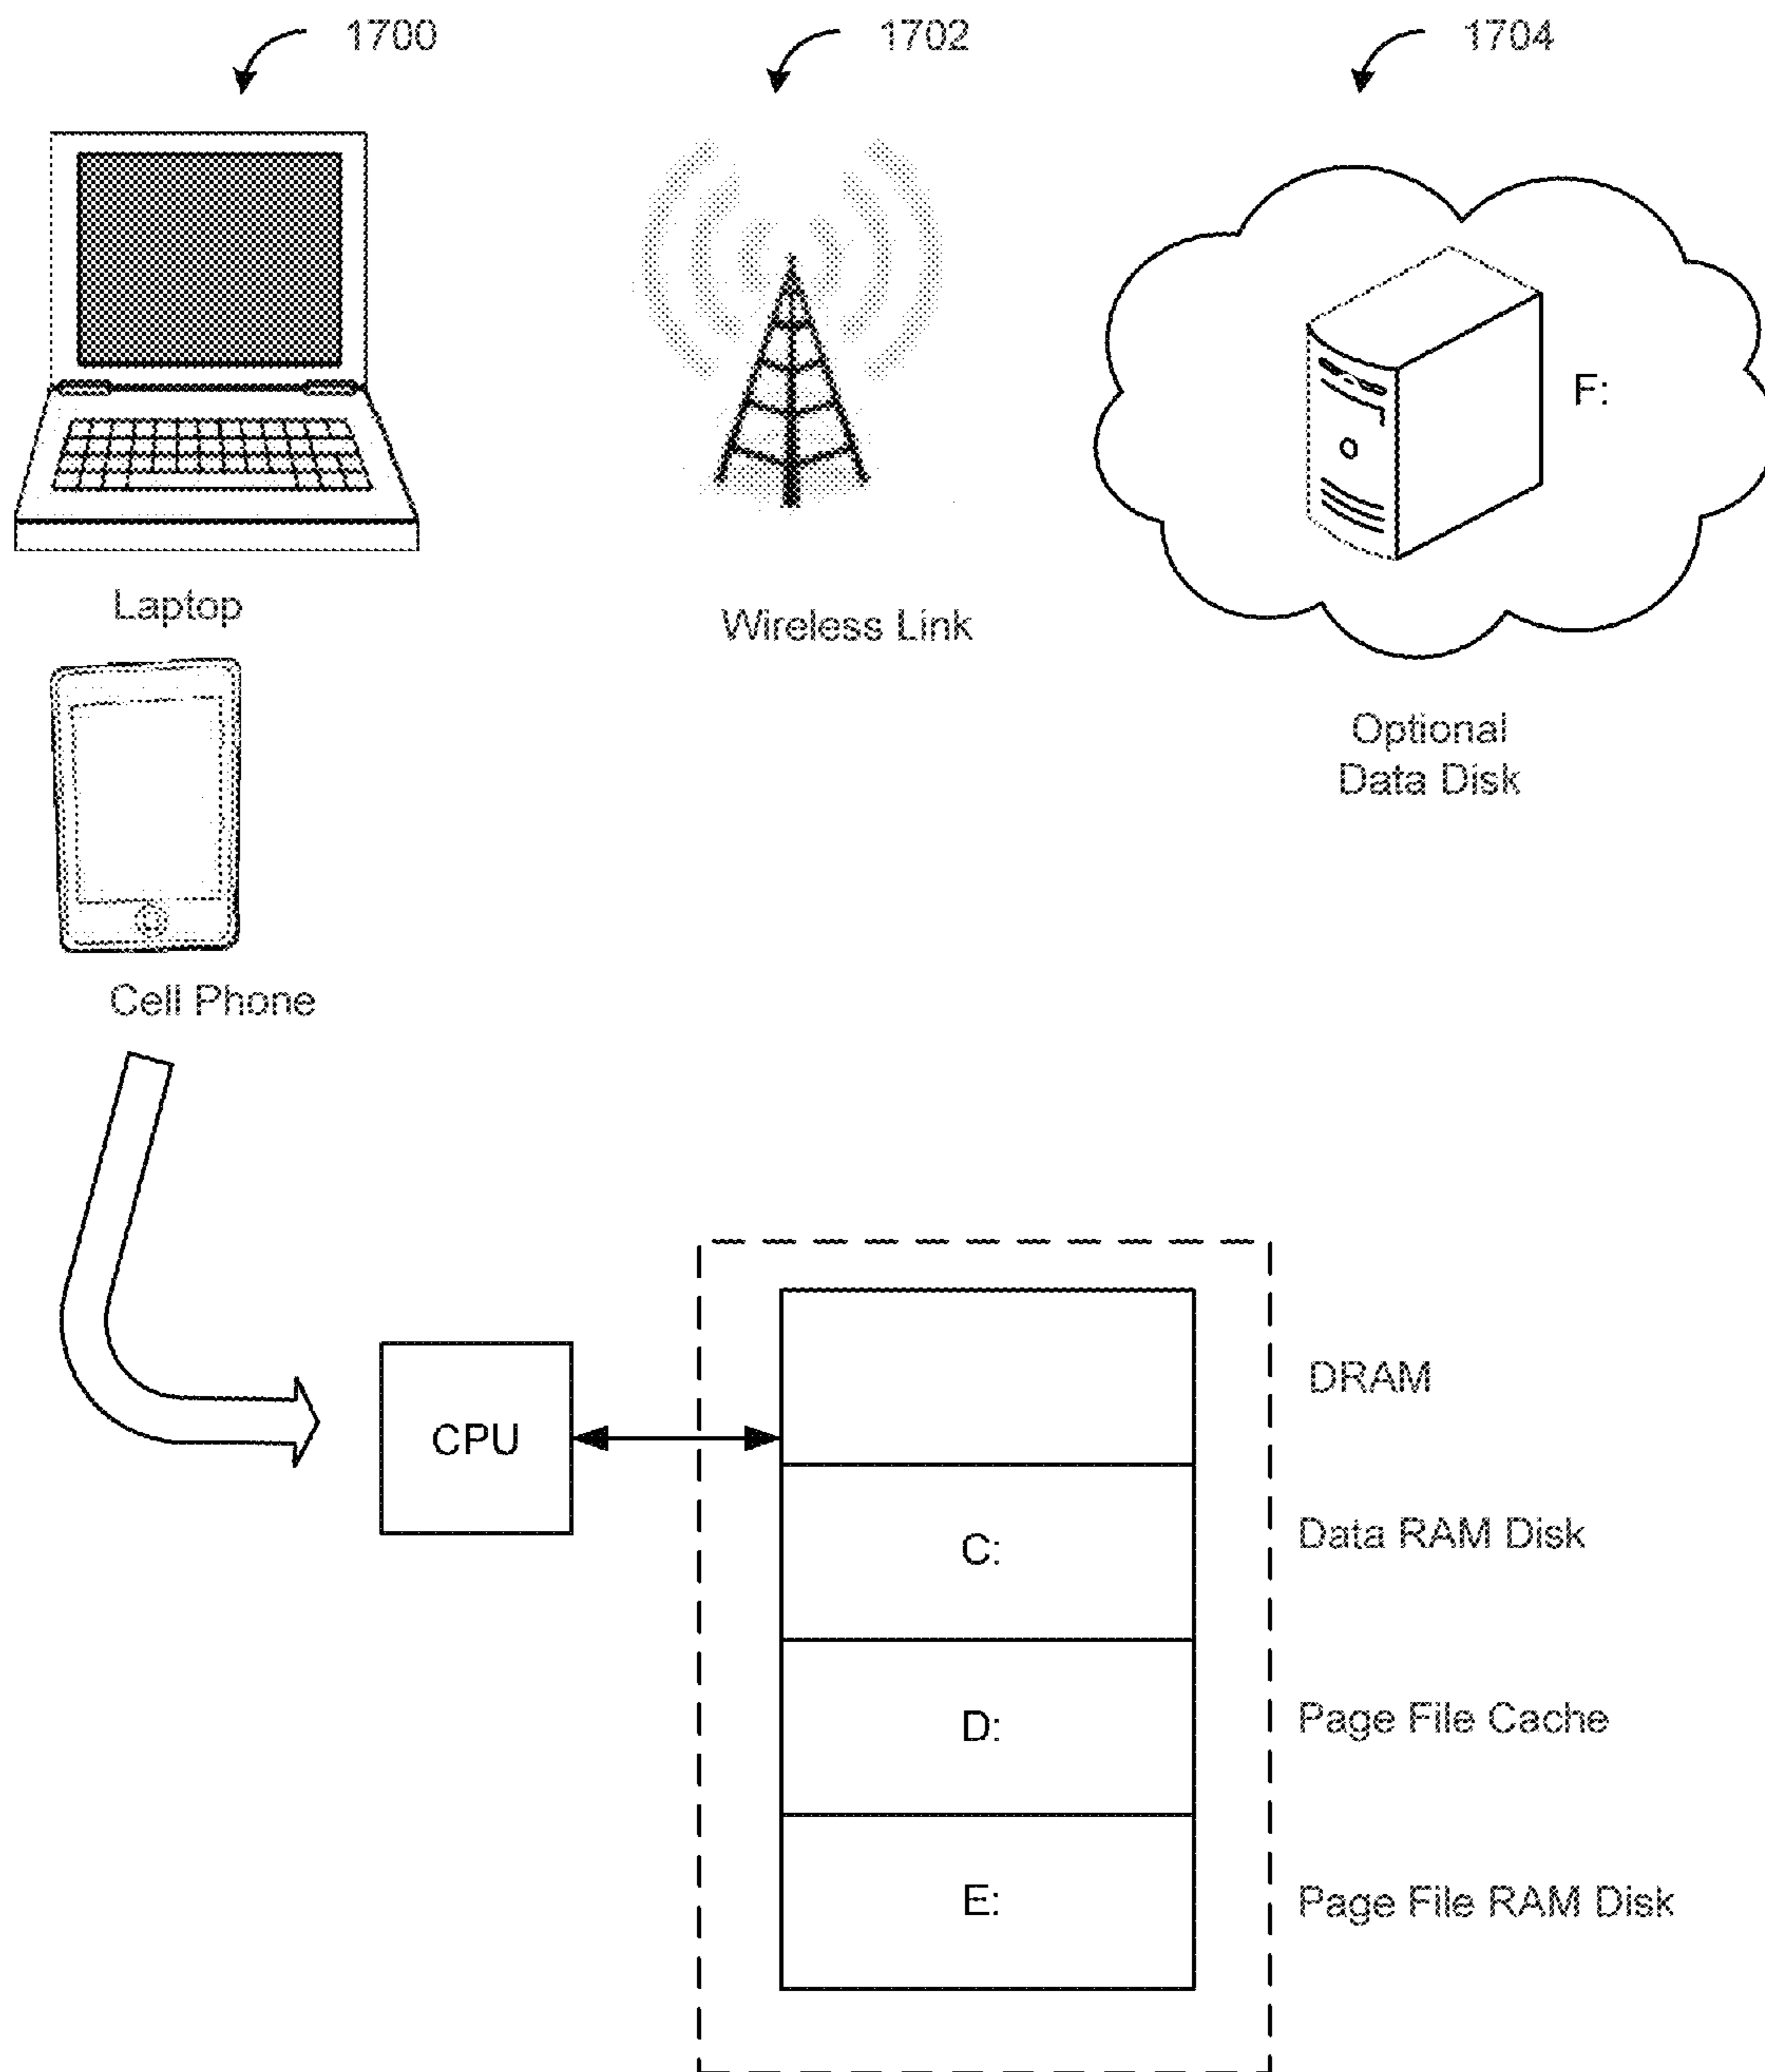 1700
1702
1704
F:
Laptop
Wireless Link
Optional
Data Disk
Cell Phone
CPU
DRAM
C:
Data RAM Disk
D:
Page File Cache
E:
Page File RAM Disk